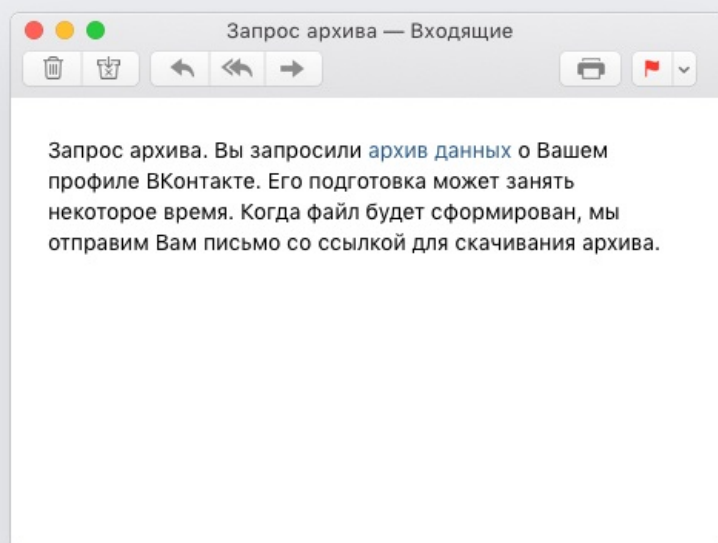 Запрос архива — Входящие
Запрос архива. Вы запросили архив данных о Вашем
профиле ВКонтакте. Его подготовка может занять
некоторое время. Когда файл будет сформирован, мы
отправим Вам письмо со ссылкой для скачивания архива.